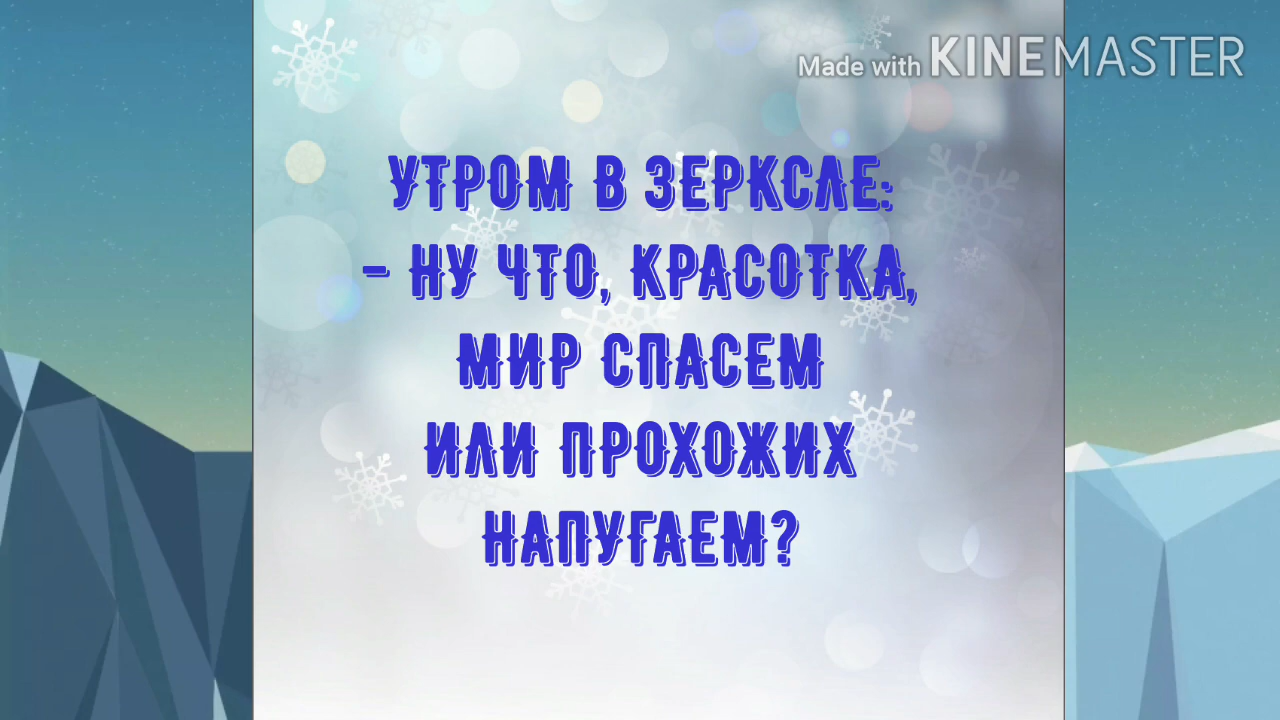 Made with KINEMASTER
УТРОМ В ЗЕРКСЛЕ:
- НУ ЧТО, КРАСОТКА,
МИР СПАСЕМ
ИЛИ ПРОХОЖИХ
НАПУГАЕМ?